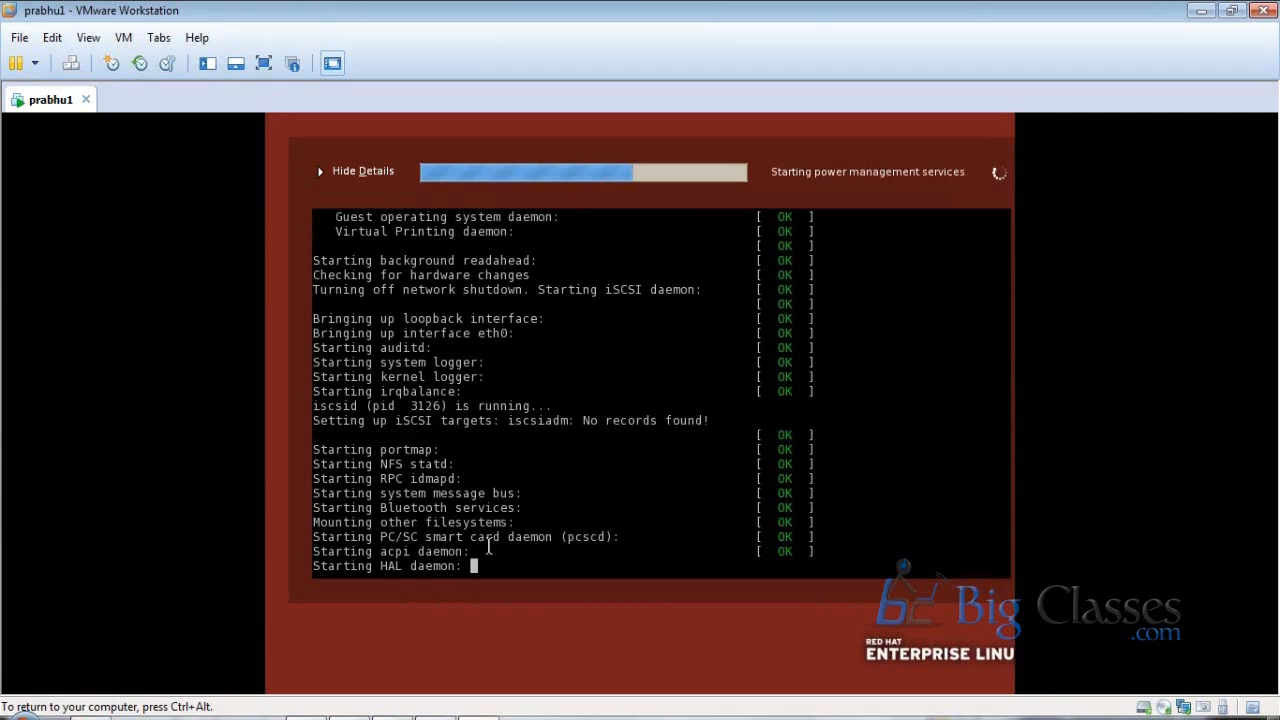 prabhu1 - VMware Workstation
File Edit View VM Tabs Help
prabhu1
Hide Details Starting power management services
Guest operating system daemon: [ OK ]
Virtual Printing daemon: [ OK ]
[ OK ]
Starting background readahead: [ OK ]
Checking for hardware changes [ OK ]
Turning off network shutdown. Starting iSCSI daemon: [ OK ]
[ OK ]
Bringing up loopback interface: [ OK ]
Bringing up interface eth0: [ OK ]
Starting auditd: [ OK ]
Starting system logger: [ OK ]
Starting kernel logger: [ OK ]
Starting irqbalance: [ OK ]
iscsid (pid  3126) is running...
Setting up iSCSI targets: iscsiadm: No records found!
[ OK ]
Starting portmap: [ OK ]
Starting NFS statd: [ OK ]
Starting RPC idmapd: [ OK ]
Starting system message bus: [ OK ]
Starting Bluetooth services: [ OK ]
Mounting other filesystems: [ OK ]
Starting PC/SC smart card daemon (pcscd): [ OK ]
Starting acpi daemon: [ OK ]
Starting HAL daemon:
Big Classes
.com
RED HAT
ENTERPRISE LINU
To return to your computer, press Ctrl+Alt.